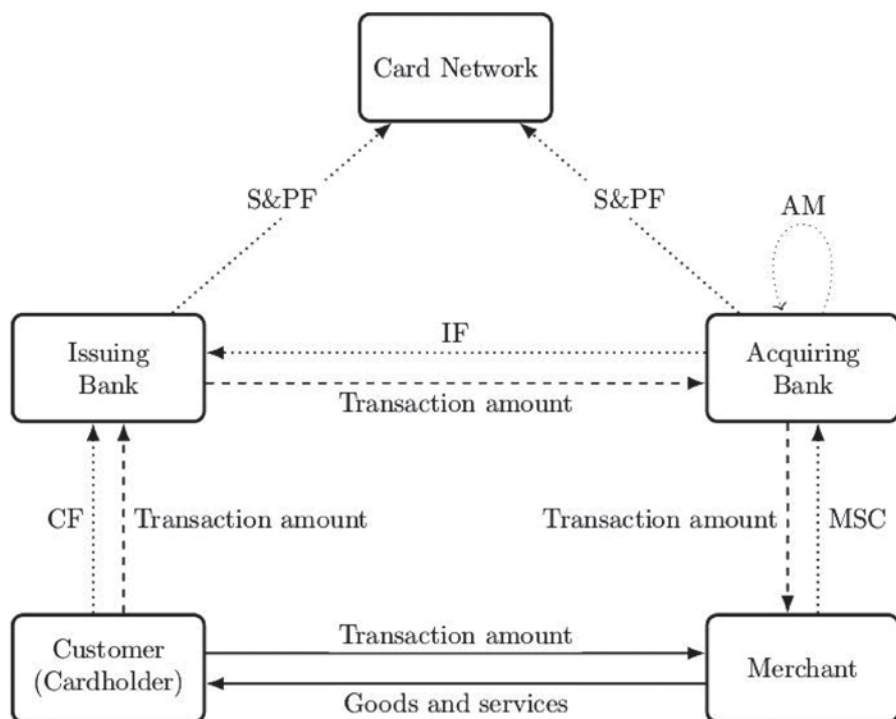 Card Network
S&PF
S&PF
AM
Issuing
Bank
IF
Transaction amount
Acquiring
Bank
CF
Transaction amount
Transaction amount
MSC
Customer
(Cardholder)
Transaction amount
Goods and services
Merchant